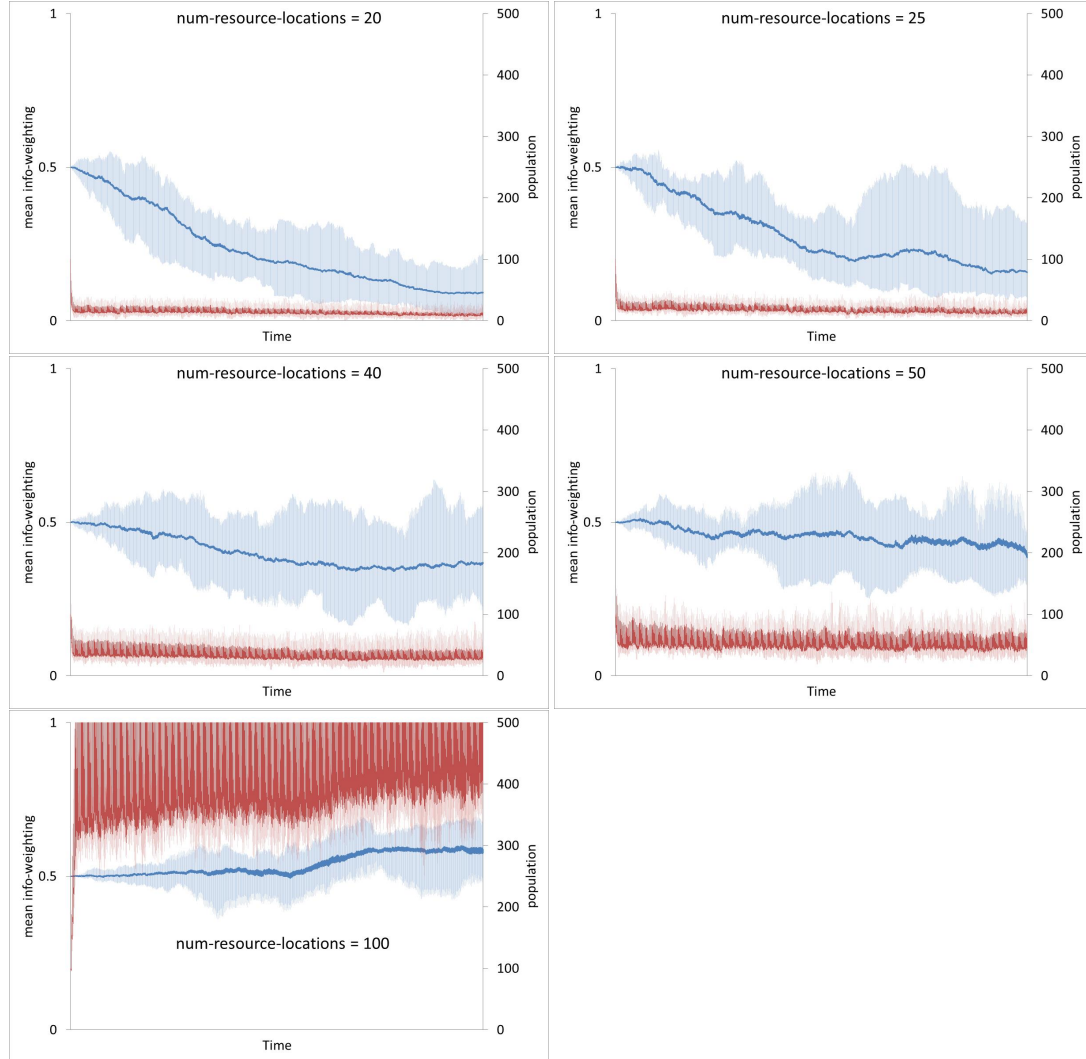 num-resource-locations = 20
1
0.5
0
mean info-weighting
500
400
300
200
100
0
population
Time
num-resource-locations = 25
1
0.5
0
mean info-weighting
500
400
300
200
100
0
population
Time
num-resource-locations = 40
1
0.5
0
mean info-weighting
500
400
300
200
100
0
population
Time
num-resource-locations = 50
1
0.5
0
mean info-weighting
500
400
300
200
100
0
population
Time
1
0.5
0
mean info-weighting
500
400
300
200
100
0
population
num-resource-locations = 100
Time